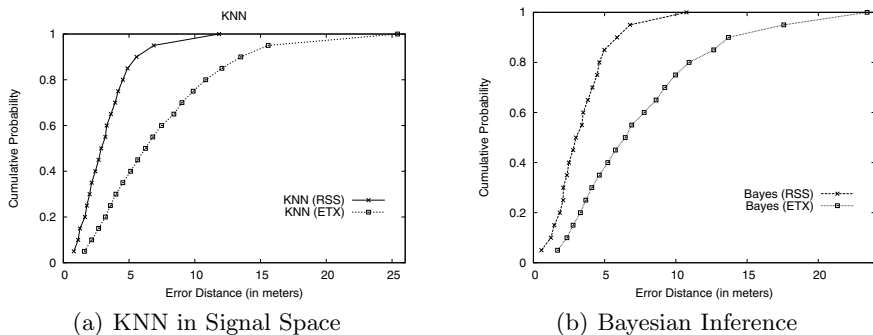 KNN
Cumulative Probability
1
0.8
0.6
0.4
0.2
0
KNN (RSS)
KNN (ETX)
0 5 10 15 20 25
Error Distance (in meters)
(a) KNN in Signal Space
Cumulative Probability
1
0.8
0.6
0.4
0.2
0
Bayes (RSS)
Bayes (ETX)
0 5 10 15 20
Error Distance (in meters)
(b) Bayesian Inference